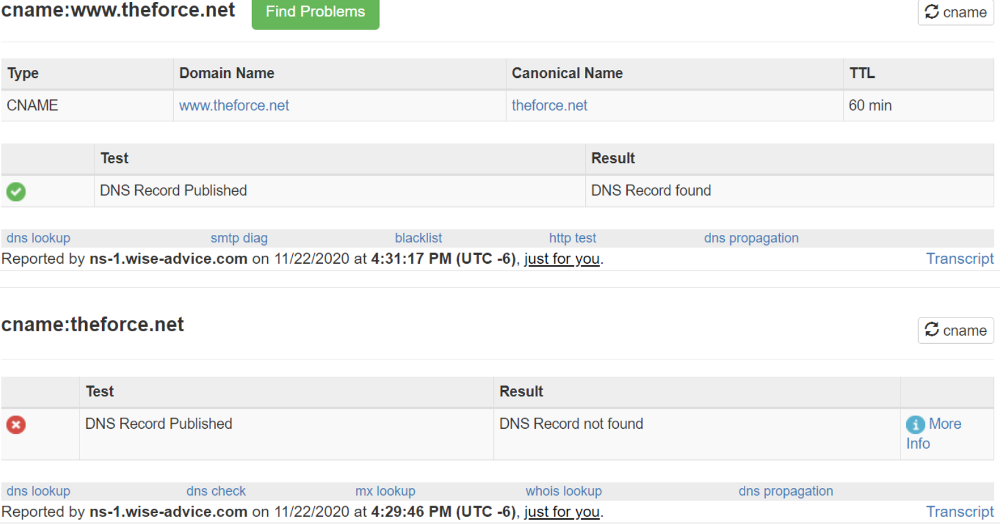 cname:www.theforce.net Find Problems cname
Type Domain Name Canonical Name TTL
CNAME www.theforce.net theforce.net 60 min
Test Result
DNS Record Published DNS Record found
dns lookup smtp diag blacklist http test dns propagation
Reported by ns-1.wise-advice.com on 11/22/2020 at 4:31:17 PM (UTC -6), just for you. Transcript
cname:theforce.net cname
Test Result
DNS Record Published DNS Record not found More
Info
dns lookup dns check mx lookup whois lookup dns propagation
Reported by ns-1.wise-advice.com on 11/22/2020 at 4:29:46 PM (UTC -6), just for you. Transcript